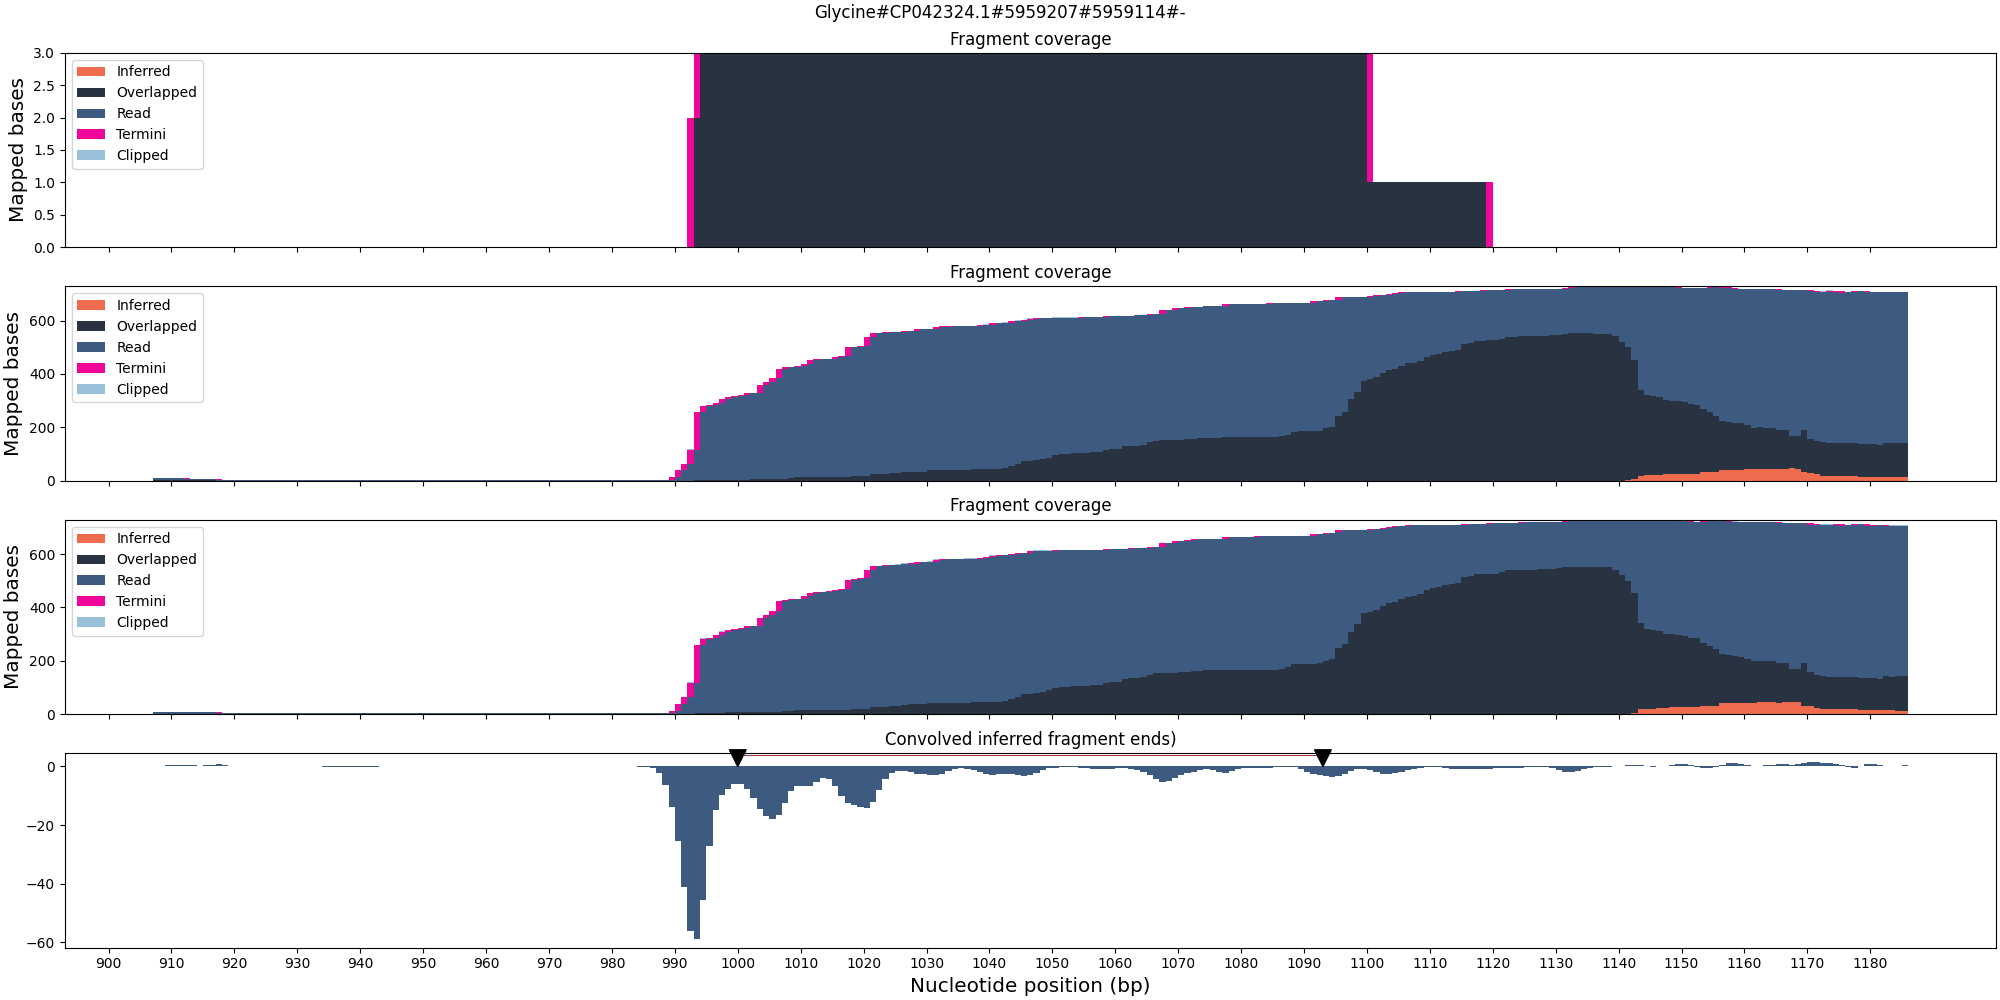 Glycine#CP042324.1#5959207#5959114#-
Fragment coverage
Mapped bases
3.0
2.5
2.0
1.5
1.0
0.5
0.0
Inferred
Overlapped
Read
Termini
Clipped
Fragment coverage
Mapped bases
600
400
200
0
Inferred
Overlapped
Read
Termini
Clipped
Fragment coverage
Mapped bases
600
400
200
0
Inferred
Overlapped
Read
Termini
Clipped
Convolved inferred fragment ends)
0
−20
−40
−60
900 910 920 930 940 950 960 970 980 990 1000 1010 1020 1030 1040 1050 1060 1070 1080 1090 1100 1110 1120 1130 1140 1150 1160 1170 1180
Nucleotide position (bp)